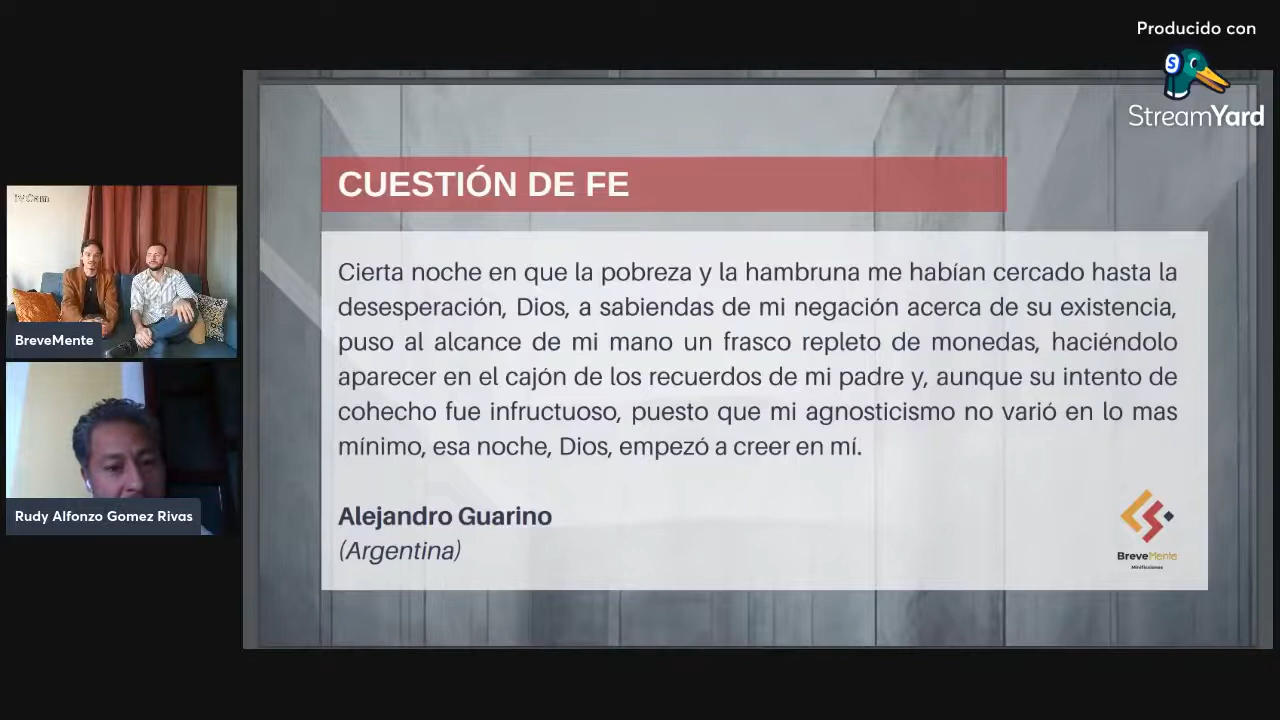 Producido con
StreamYard
iVCam
BreveMente
Rudy Alfonzo Gomez Rivas
CUESTIÓN DE FE
Cierta noche en que la pobreza y la hambruna me habían cercado hasta la
desesperación, Dios, a sabiendas de mi negación acerca de su existencia,
puso al alcance de mi mano un frasco repleto de monedas, haciéndolo
aparecer en el cajón de los recuerdos de mi padre y, aunque su intento de
cohecho fue infructuoso, puesto que mi agnosticismo no varió en lo mas
mínimo, esa noche, Dios, empezó a creer en mí.
Alejandro Guarino
(Argentina)
BreveMente
Minificciones